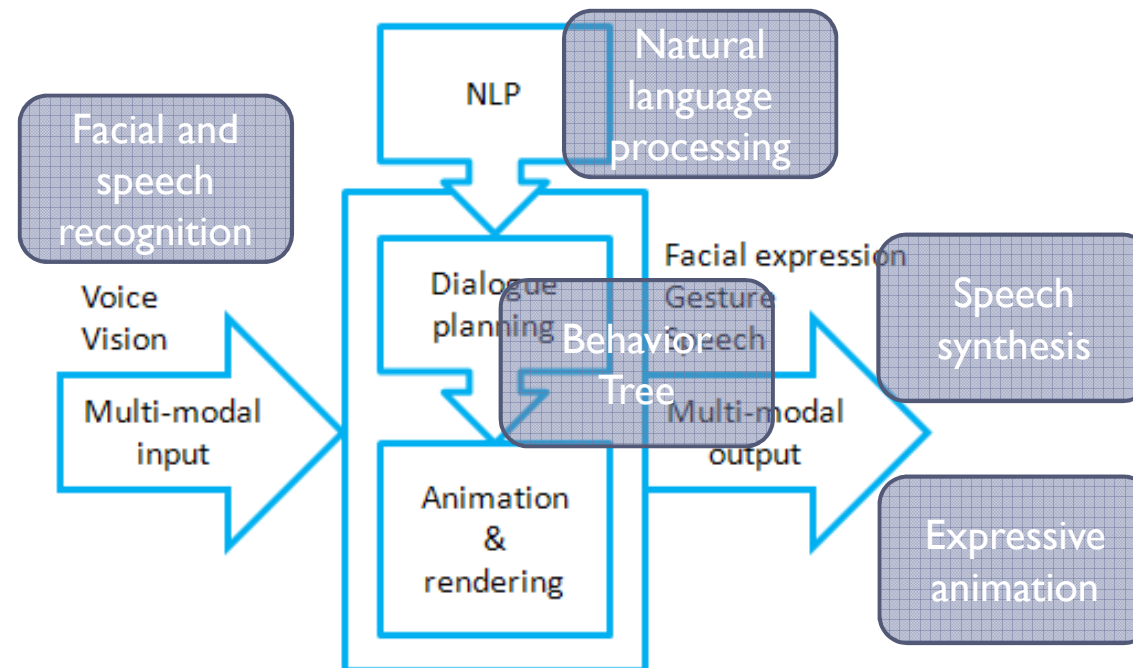 NLP
Natural
language
processing
Facial and
speech
recognition
Voice
Vision
Multi-modal
input
Dialogue
planning
Behavior
Tree
Animation
&
rendering
Facial expression
Gesture
Speech
Multi-modal
output
Speech
synthesis
Expressive
animation